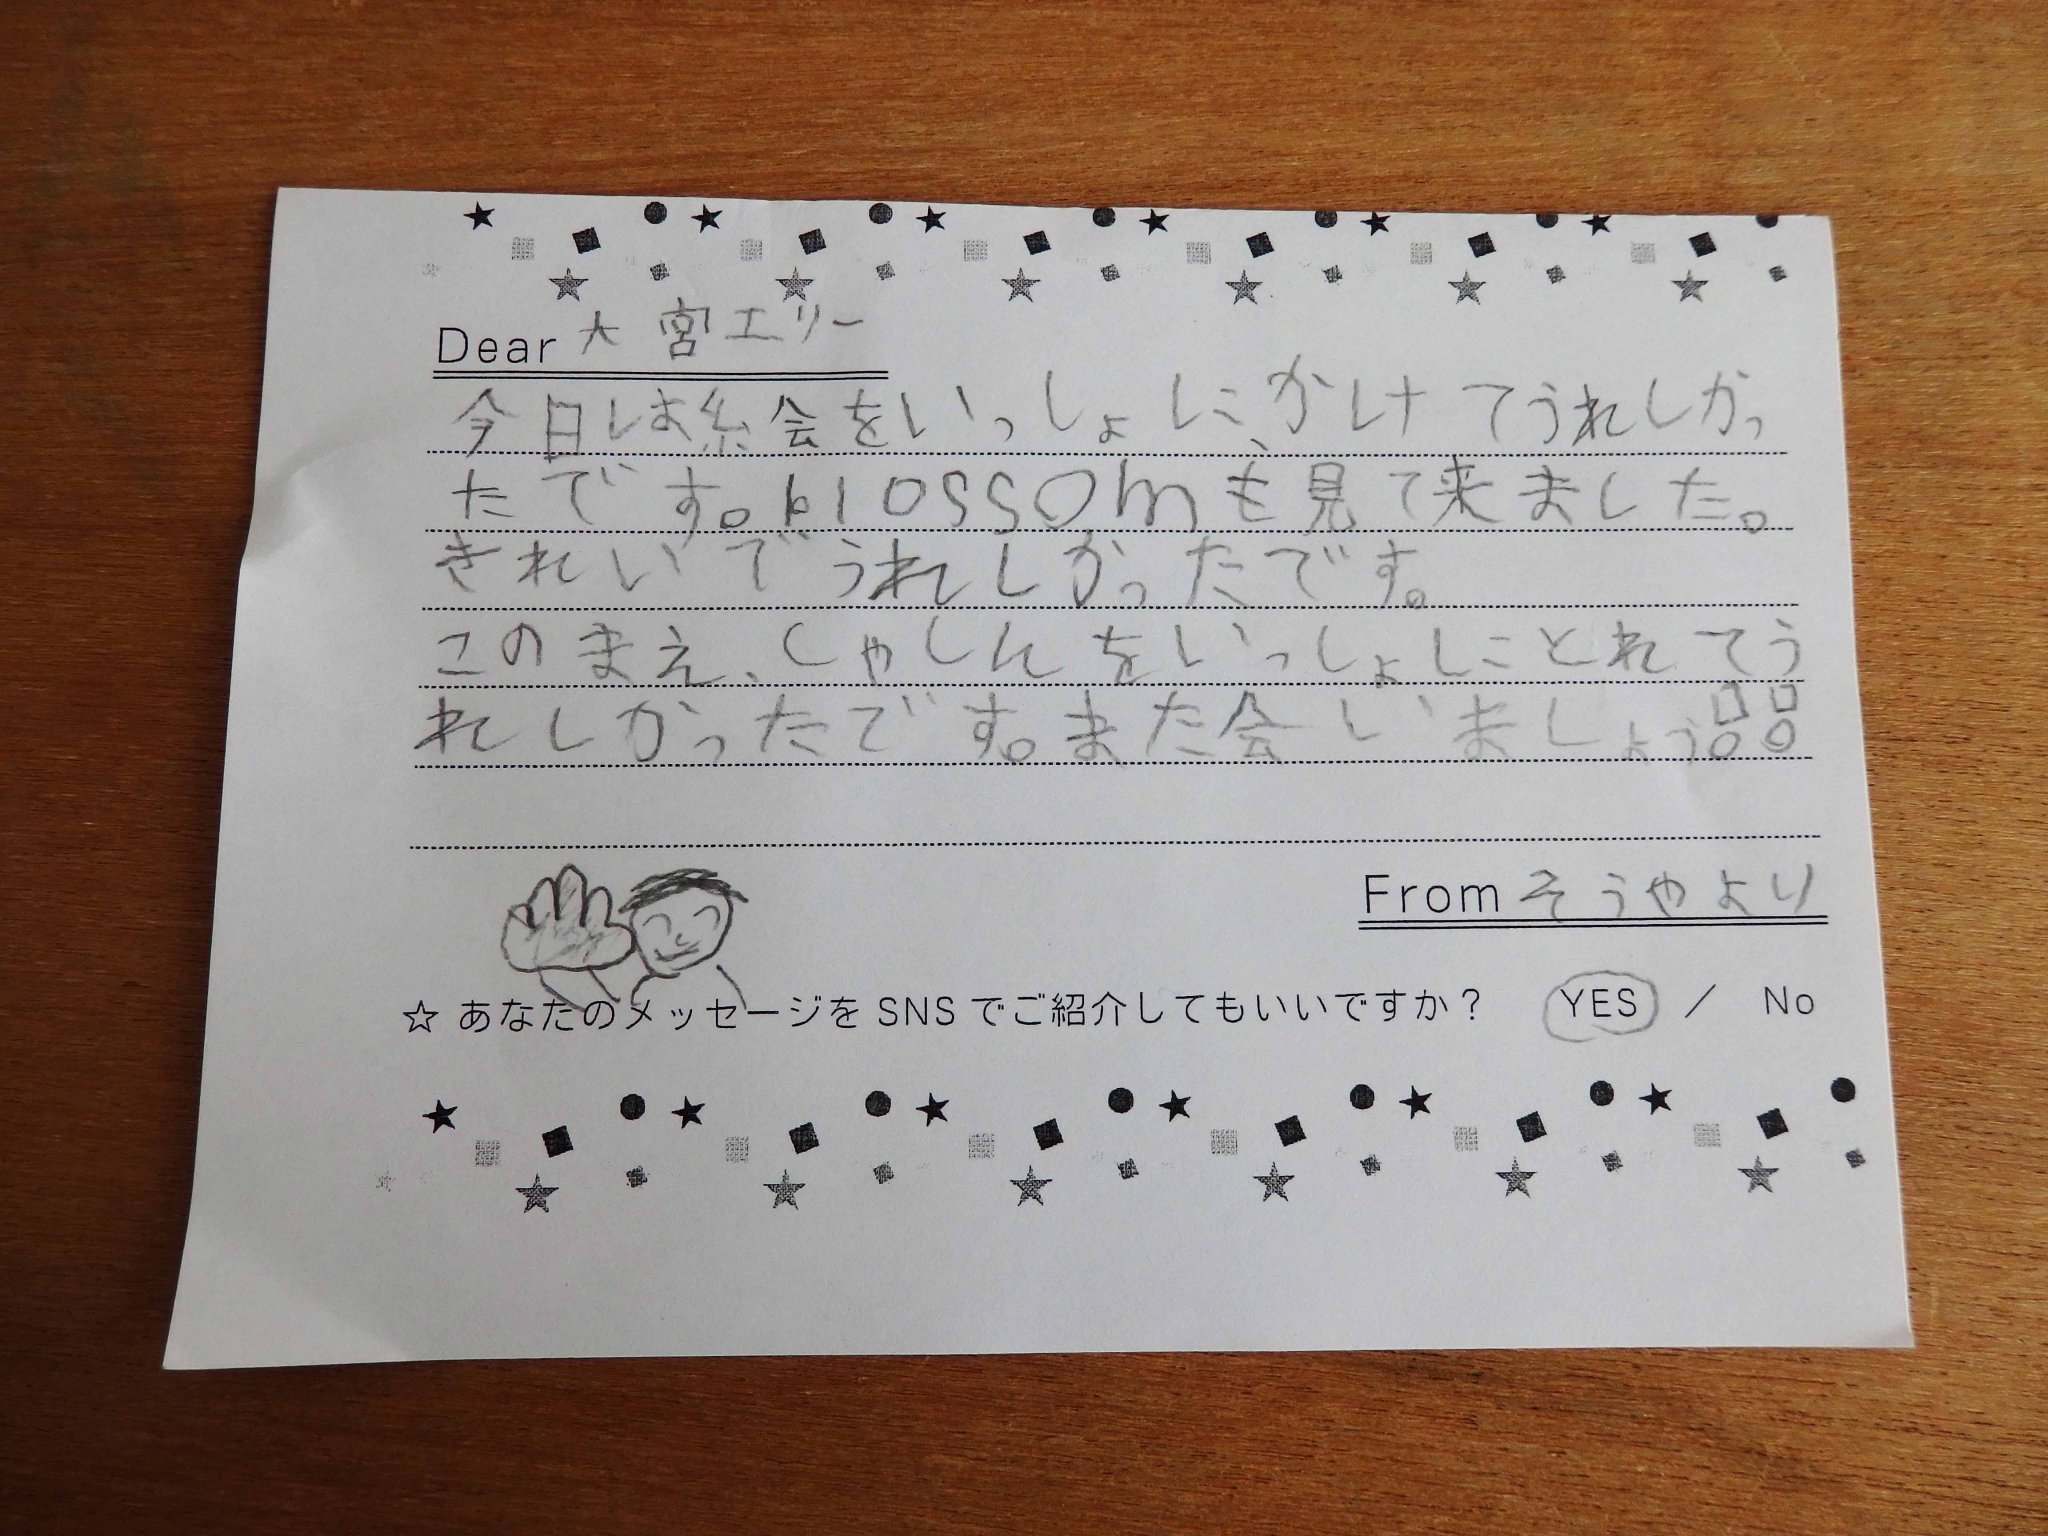 Dear 大宮エリー
今日は絵をいっしょに、かけてうれしかっ
たです。blossomも見て来ました。
きれいでうれしかったです。
このまえ、しゃしんをいっしょにとれてう
れしかったです。また会いましょう!!
From そうやより
☆ あなたのメッセージを SNS でご紹介してもいいですか？ YES ／ No